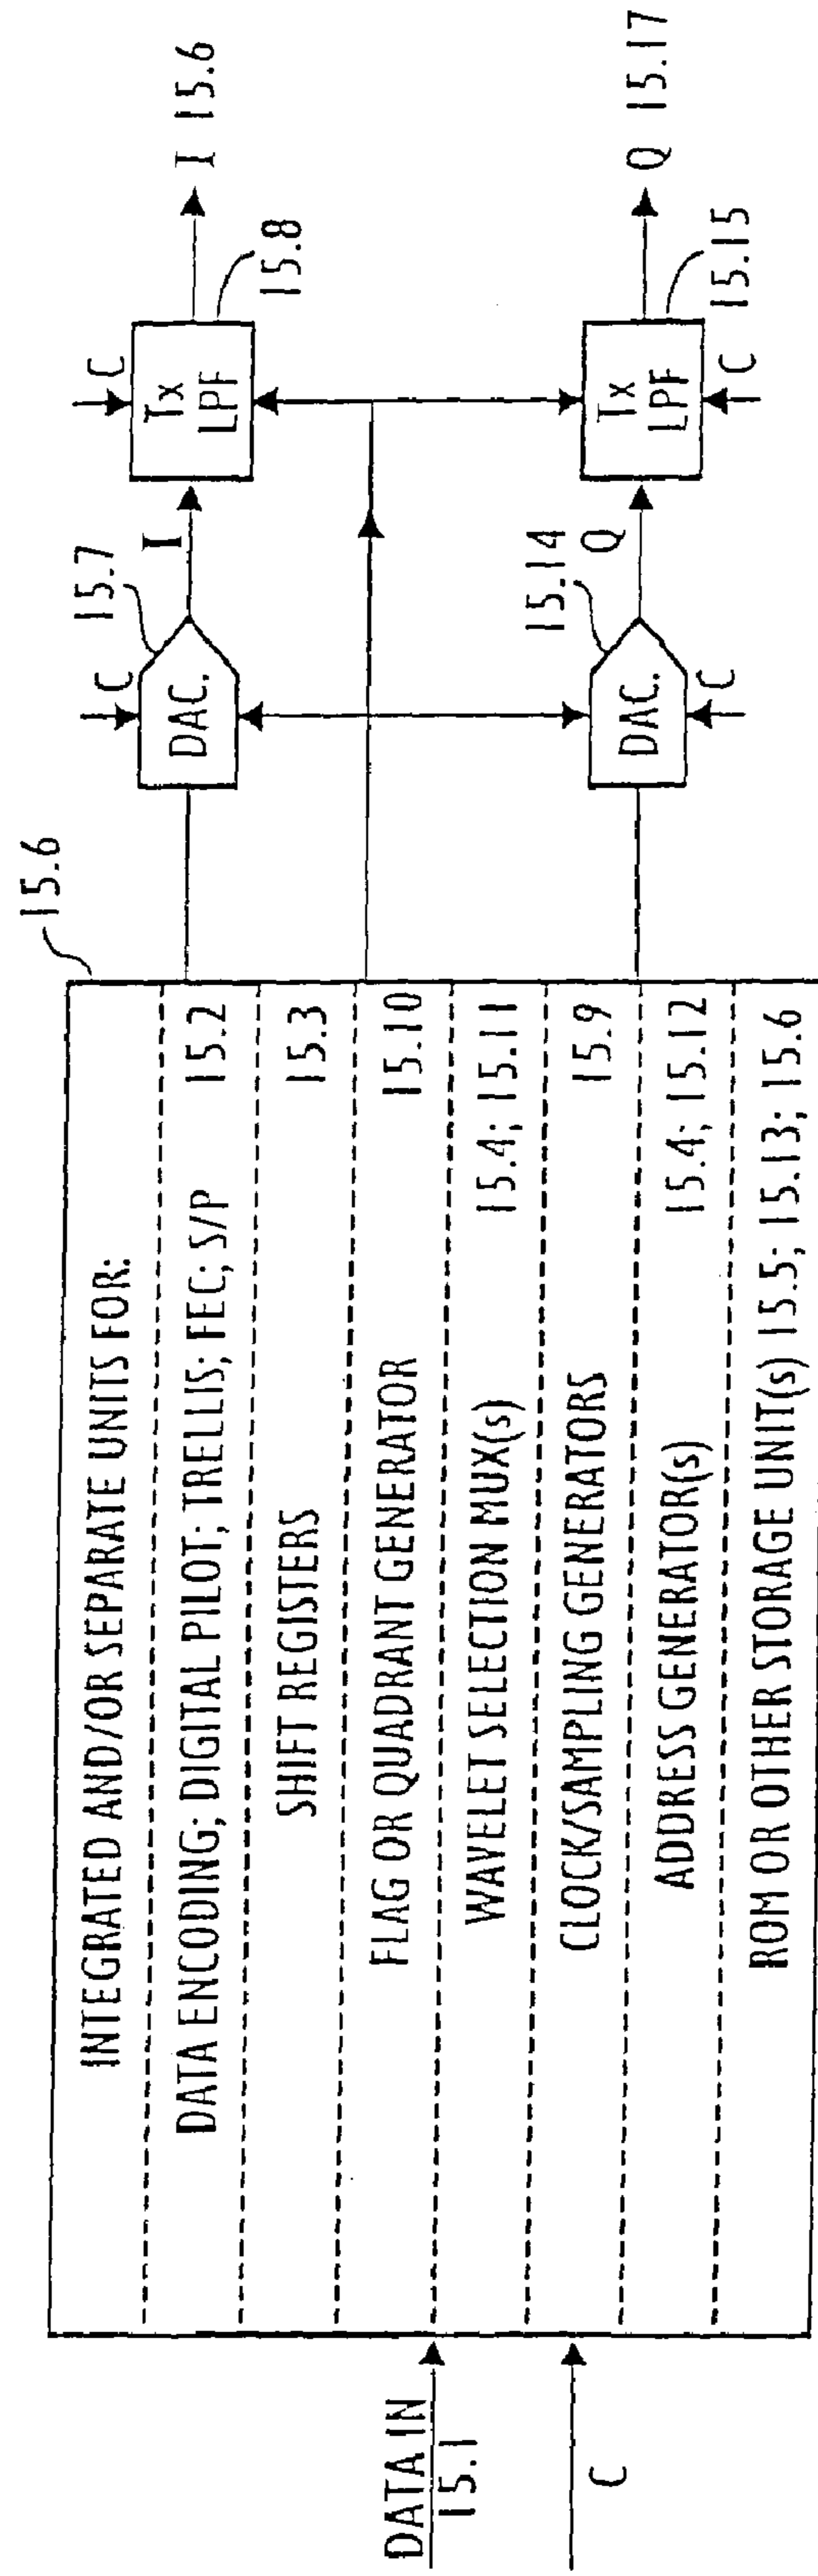 DATA IN
15.1
C
15.6
INTEGRATED AND/OR SEPARATE UNITS FOR:
DATA ENCODING; DIGITAL PILOT; TRELLIS; FEC; S/P 15.2
SHIFT REGISTERS 15.3
FLAG OR QUADRANT GENERATOR 15.10
WAVELET SELECTION MUX(s) 15.4; 15.11
CLOCK/SAMPLING GENERATORS 15.9
ADDRESS GENERATOR(s) 15.4; 15.12
ROM OR OTHER STORAGE UNIT(s) 15.5; 15.13; 15.6
C
15.7
DAC.
I
C
Tx
LPF
15.8
I 15.6
15.14
DAC.
C
Q
Tx
LPF
C
15.15
Q 15.17